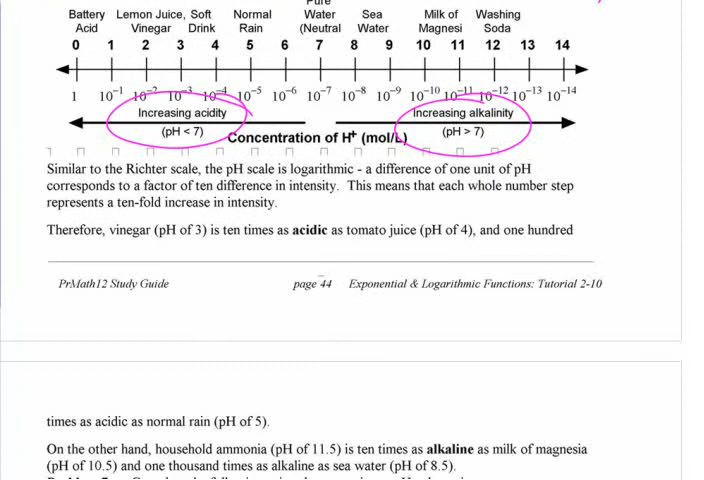 Pure
Battery Lemon Juice, Soft Normal Water Sea Milk of Washing
Acid Vinegar Drink Rain (Neutral Water Magnesi Soda
0 1 2 3 4 5 6 7 8 9 10 11 12 13 14
1 10⁻¹ 10⁻² 10⁻³ 10⁻⁴ 10⁻⁵ 10⁻⁶ 10⁻⁷ 10⁻⁸ 10⁻⁹ 10⁻¹⁰ 10⁻¹¹ 10⁻¹² 10⁻¹³ 10⁻¹⁴
Increasing acidity Increasing alkalinity
(pH < 7) Concentration of H⁺ (mol/L) (pH > 7)
Similar to the Richter scale, the pH scale is logarithmic - a difference of one unit of pH
corresponds to a factor of ten difference in intensity. This means that each whole number step
represents a ten-fold increase in intensity.
Therefore, vinegar (pH of 3) is ten times as acidic as tomato juice (pH of 4), and one hundred
PrMath12 Study Guide page 44 Exponential & Logarithmic Functions: Tutorial 2-10
times as acidic as normal rain (pH of 5).
On the other hand, household ammonia (pH of 11.5) is ten times as alkaline as milk of magnesia
(pH of 10.5) and one thousand times as alkaline as sea water (pH of 8.5).